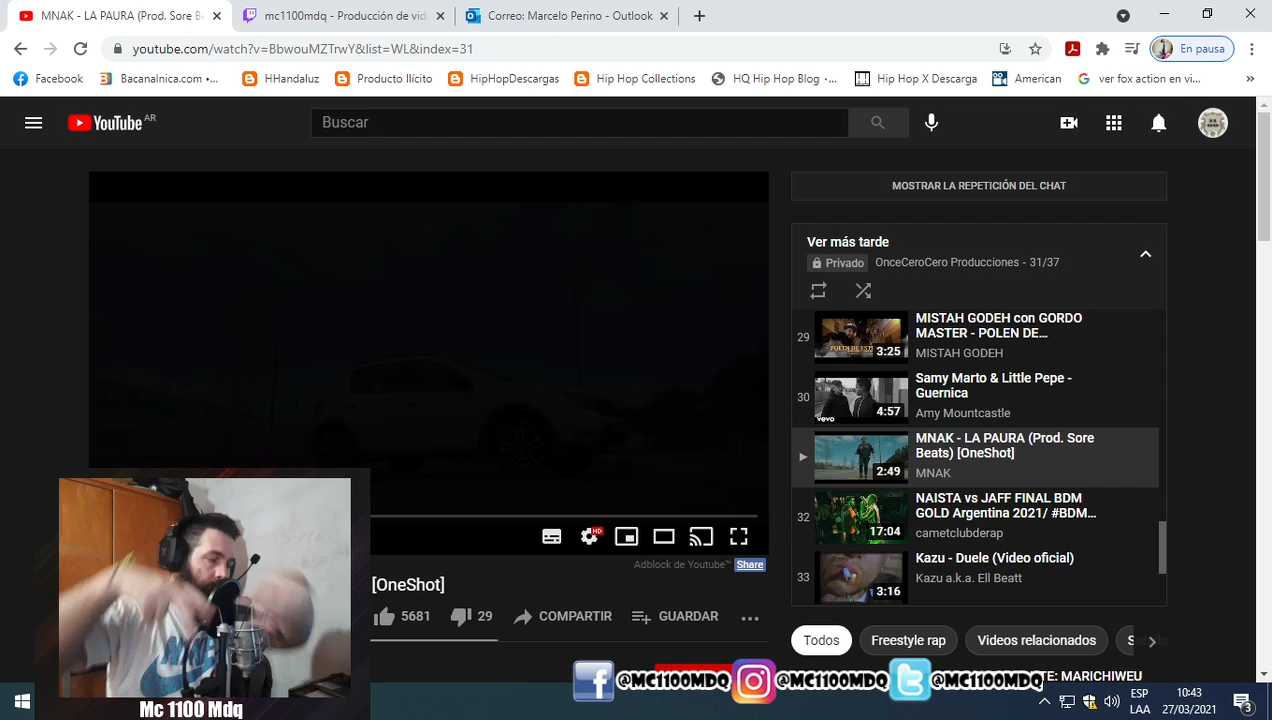 MNAK - LA PAURA (Prod. Sore B
mc1100mdq - Producción de vid
Correo: Marcelo Perino - Outlook
youtube.com/watch?v=BbwouMZTrwY&list=WL&index=31
En pausa
Facebook
Bacanalnica.com •...
HHandaluz
Producto Ilícito
HipHopDescargas
Hip Hop Collections
HQ Hip Hop Blog -...
Hip Hop X Descarga
American
ver fox action en vi...
YouTube AR
Buscar
MOSTRAR LA REPETICIÓN DEL CHAT
Ver más tarde
Privado
OnceCeroCero Producciones - 31/37
29
3:25
MISTAH GODEH con GORDO
MASTER - POLEN DE...
MISTAH GODEH
30
vevo
4:57
Samy Marto & Little Pepe -
Guernica
Amy Mountcastle
2:49
MNAK - LA PAURA (Prod. Sore
Beats) [OneShot]
MNAK
32
17:04
NAISTA vs JAFF FINAL BDM
GOLD Argentina 2021/ #BDM...
cametclubderap
33
3:16
Kazu - Duele (Video oficial)
Kazu a.k.a. Ell Beatt
HD
Adblock de Youtube™
Share
[OneShot]
5681
29
COMPARTIR
GUARDAR
Todos
Freestyle rap
Videos relacionados
TE: MARICHIWEU
@MC1100MDQ
@MC1100MDQ
@MC1100MDQ
NIKE
Mc 1100 Mdq
ESP
LAA
10:43
27/03/2021
3